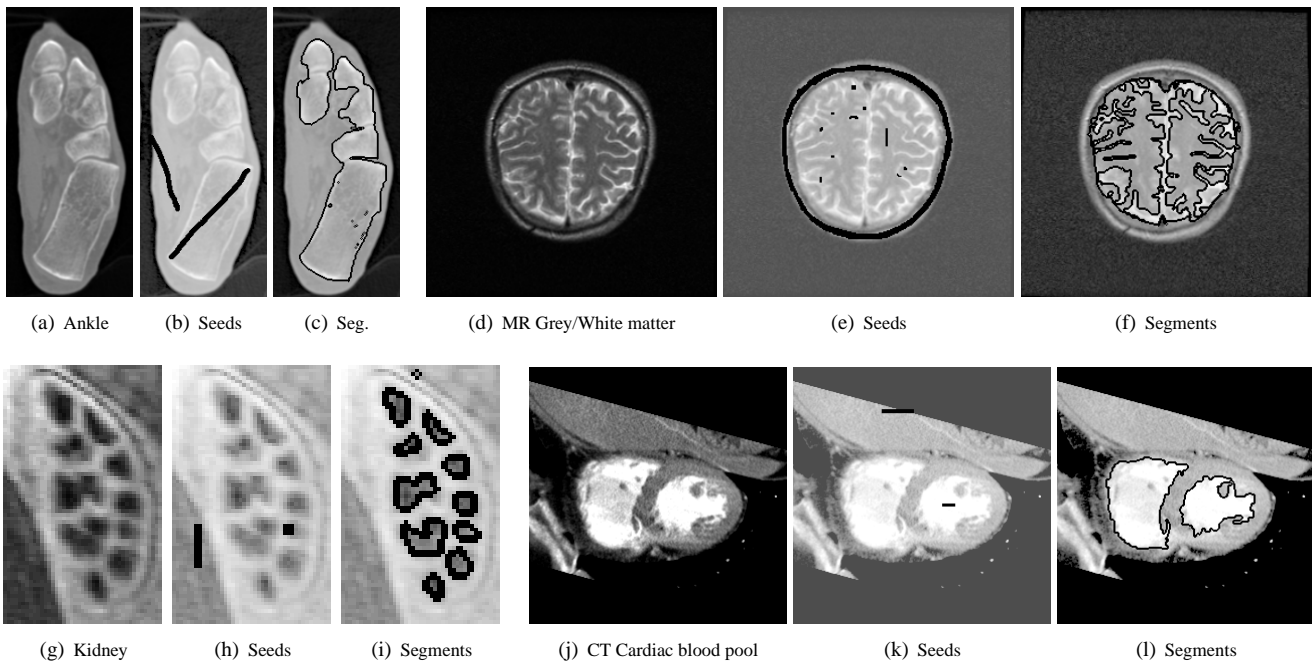 (a) Ankle (b) Seeds (c) Seg. (d) MR Grey/White matter (e) Seeds (f) Segments
(g) Kidney (h) Seeds (i) Segments (j) CT Cardiac blood pool (k) Seeds (l) Segments